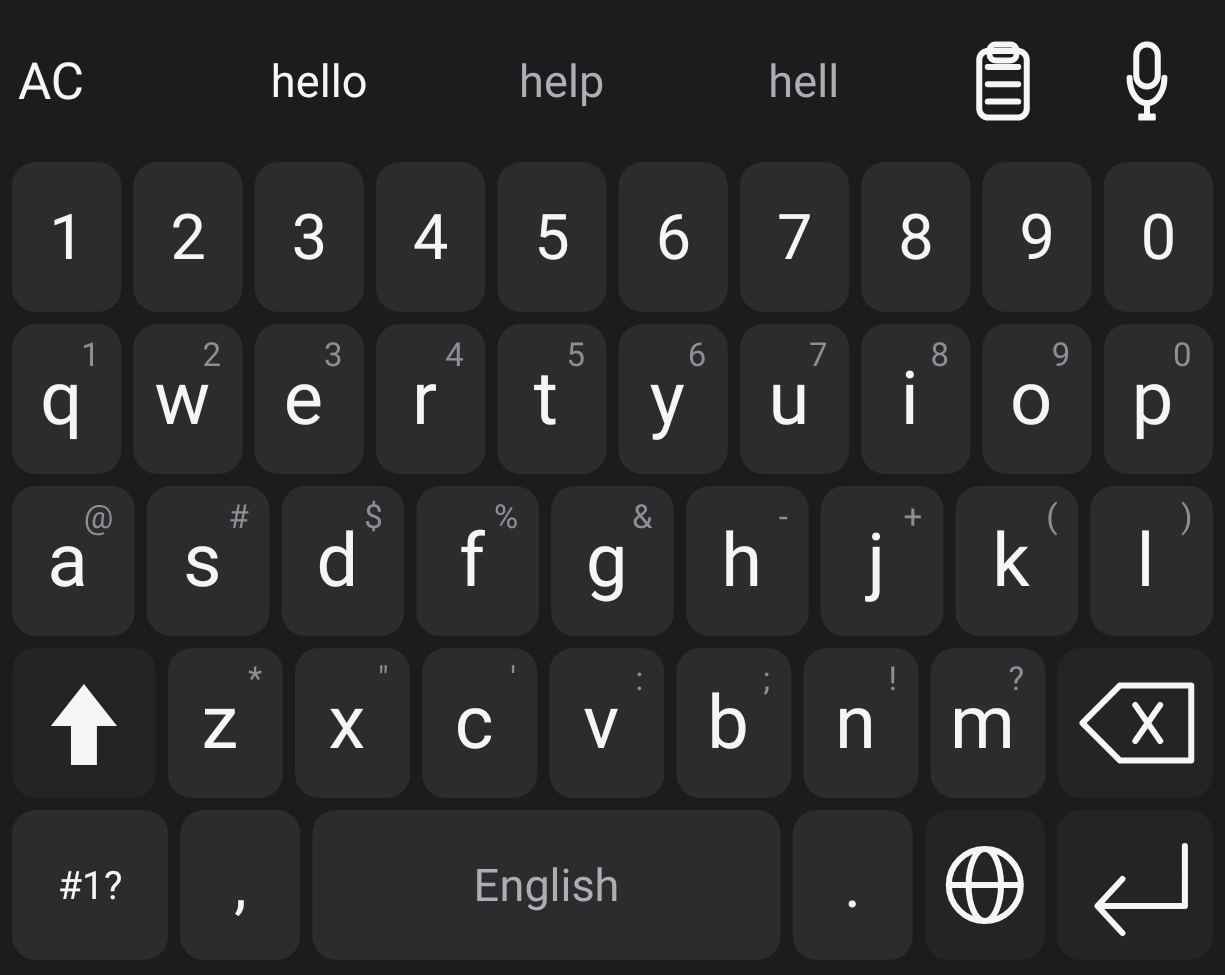 AC hello help hell
1 2 3 4 5 6 7 8 9 0
1 2 3 4 5 6 7 8 9 0
q w e r t y u i o p
@ # $ % & - + ( )
a s d f g h j k l
* " ' : ; ! ?
z x c v b n m X
#1? , English .